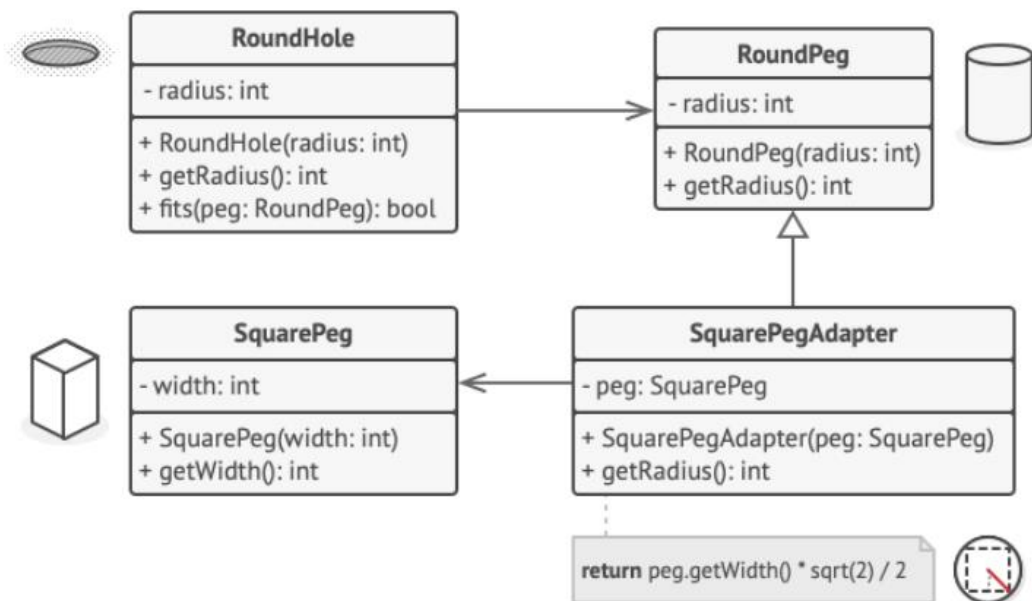 RoundHole
- radius: int
+ RoundHole(radius: int)
+ getRadius(): int
+ fits(peg: RoundPeg): bool
RoundPeg
- radius: int
+ RoundPeg(radius: int)
+ getRadius(): int
SquarePeg
- width: int
+ SquarePeg(width: int)
+ getWidth(): int
SquarePegAdapter
- peg: SquarePeg
+ SquarePegAdapter(peg: SquarePeg)
+ getRadius(): int
return peg.getWidth() * sqrt(2) / 2